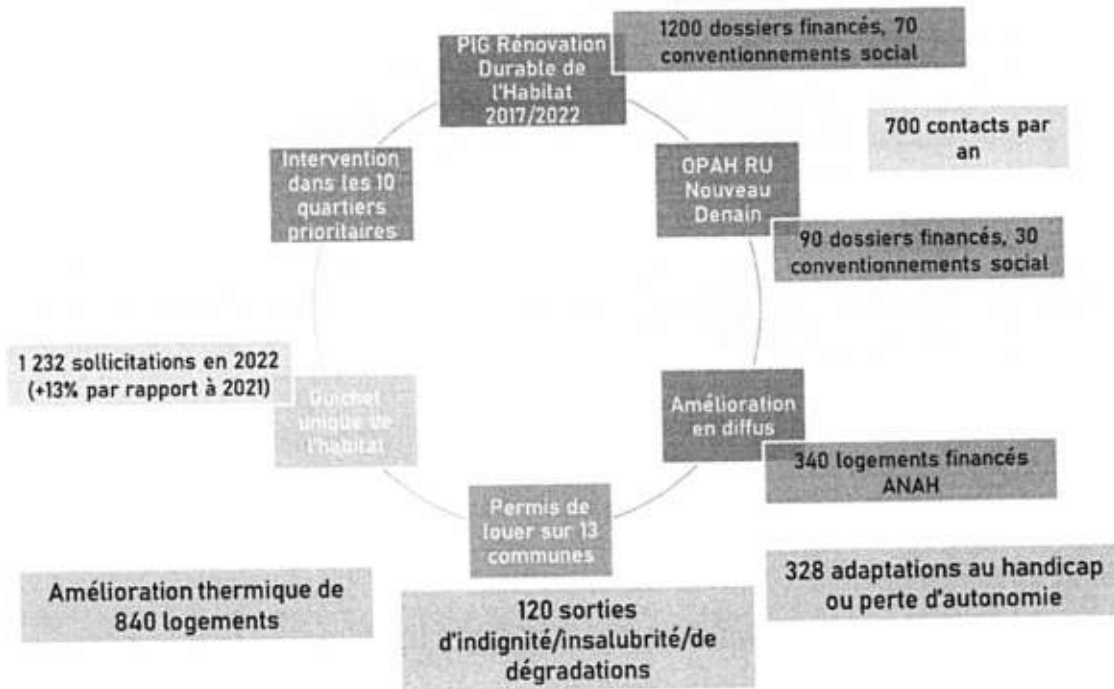 PIG Rénovation
Durable de
l'Habitat
2017/2022
1200 dossiers financés, 70
conventionnements social
700 contacts par
an
OPAH RU
Nouveau
Denain
90 dossiers financés, 30
conventionnements social
Amélioration
en diffus
340 logements financés
ANAH
328 adaptations au handicap
ou perte d'autonomie
Permis de
louer sur 13
communes
120 sorties
d'indignité/insalubrité/de
dégradations
Amélioration thermique de
840 logements
Guichet
unique de
l'habitat
1 232 sollicitations en 2022
(+13% par rapport à 2021)
Intervention
dans les 10
quartiers
prioritaires